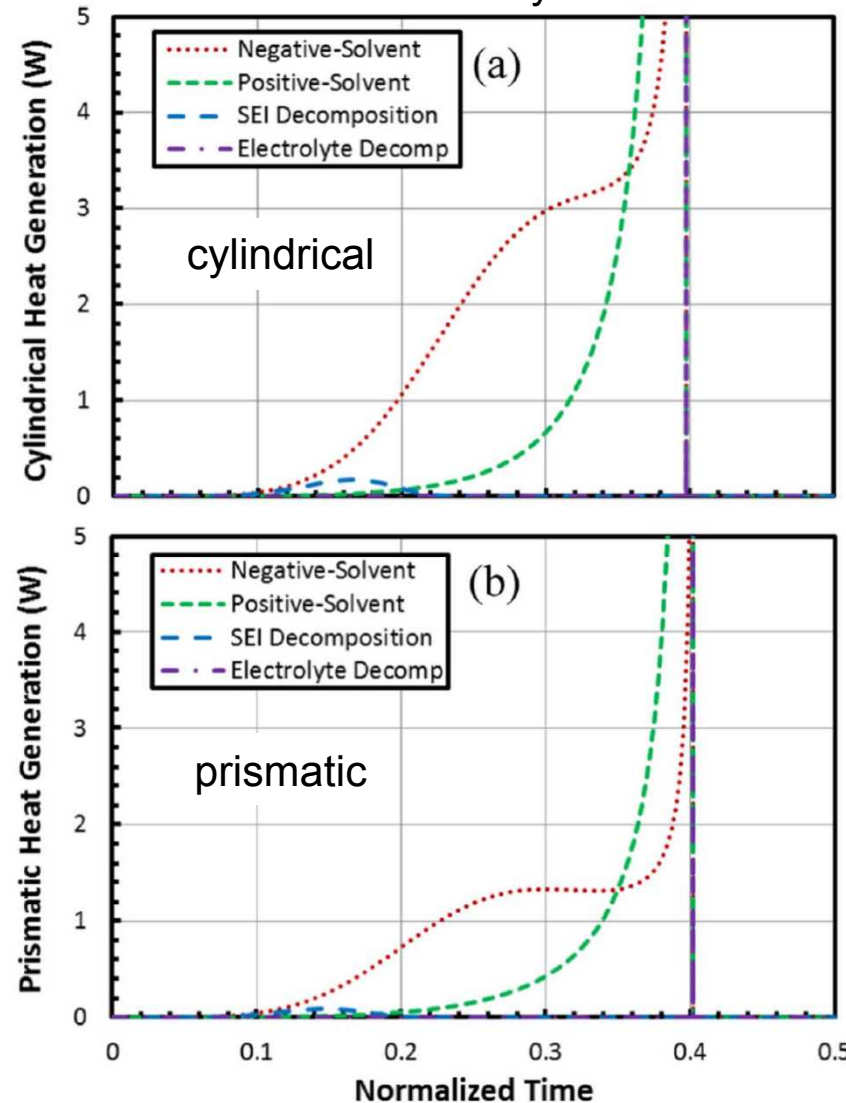 Cylindrical Heat Generation (W)
5
4
3
2
1
0
Negative-Solvent
Positive-Solvent
SEI Decomposition
Electrolyte Decomp
(a)
cylindrical
Prismatic Heat Generation (W)
5
4
3
2
1
0
Negative-Solvent
Positive-Solvent
SEI Decomposition
Electrolyte Decomp
(b)
prismatic
0 0.1 0.2 0.3 0.4 0.5
Normalized Time